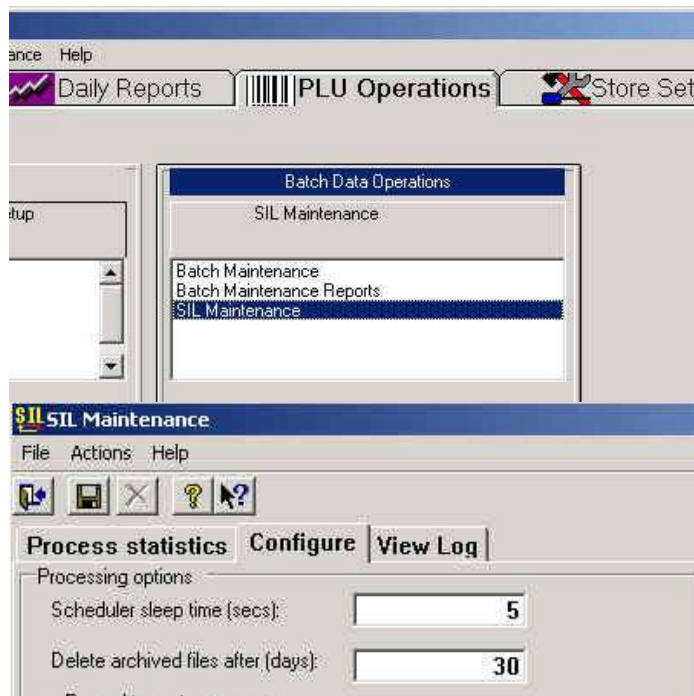 ance Help
Daily Reports PLU Operations Store Set
Batch Data Operations
tup SIL Maintenance
Batch Maintenance
Batch Maintenance Reports
SIL Maintenance
SIL SIL Maintenance
File Actions Help
Process statistics Configure View Log
Processing options
Scheduler sleep time (secs): 5
Delete archived files after (days): 30